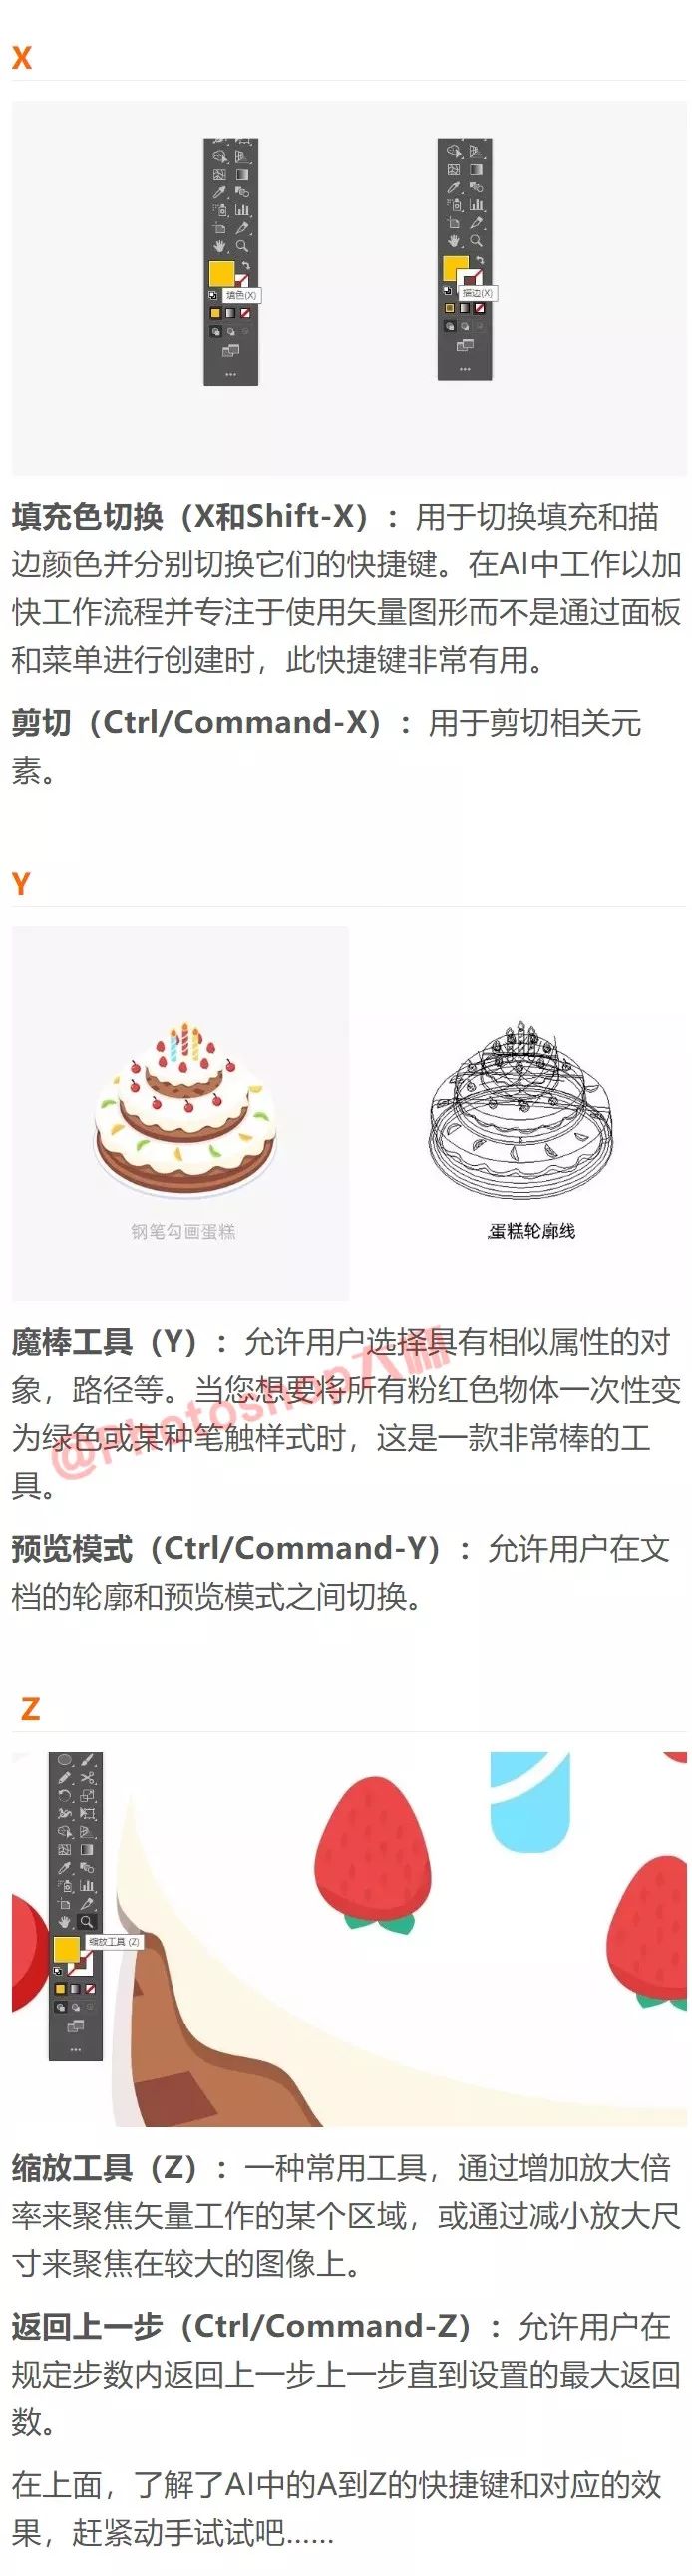 X
填色(X)
描边(X)
填充色切换（X和Shift-X）：用于切换填充和描
边颜色并分别切换它们的快捷键。在AI中工作以加
快工作流程并专注于使用矢量图形而不是通过面板
和菜单进行创建时，此快捷键非常有用。
剪切（Ctrl/Command-X）：用于剪切相关元
素。
Y
钢笔勾画蛋糕
蛋糕轮廓线
魔棒工具（Y）：允许用户选择具有相似属性的对
象，路径等。当您想要将所有粉红色物体一次性变
为绿色或某种笔触样式时，这是一款非常棒的工
具。
@Photoshop大师
预览模式（Ctrl/Command-Y）：允许用户在文
档的轮廓和预览模式之间切换。
Z
缩放工具 (Z)
缩放工具（Z）：一种常用工具，通过增加放大倍
率来聚焦矢量工作的某个区域，或通过减小放大尺
寸来聚焦在较大的图像上。
返回上一步（Ctrl/Command-Z）：允许用户在
规定步数内返回上一步上一步直到设置的最大返回
数。
在上面，了解了AI中的A到Z的快捷键和对应的效
果，赶紧动手试试吧......